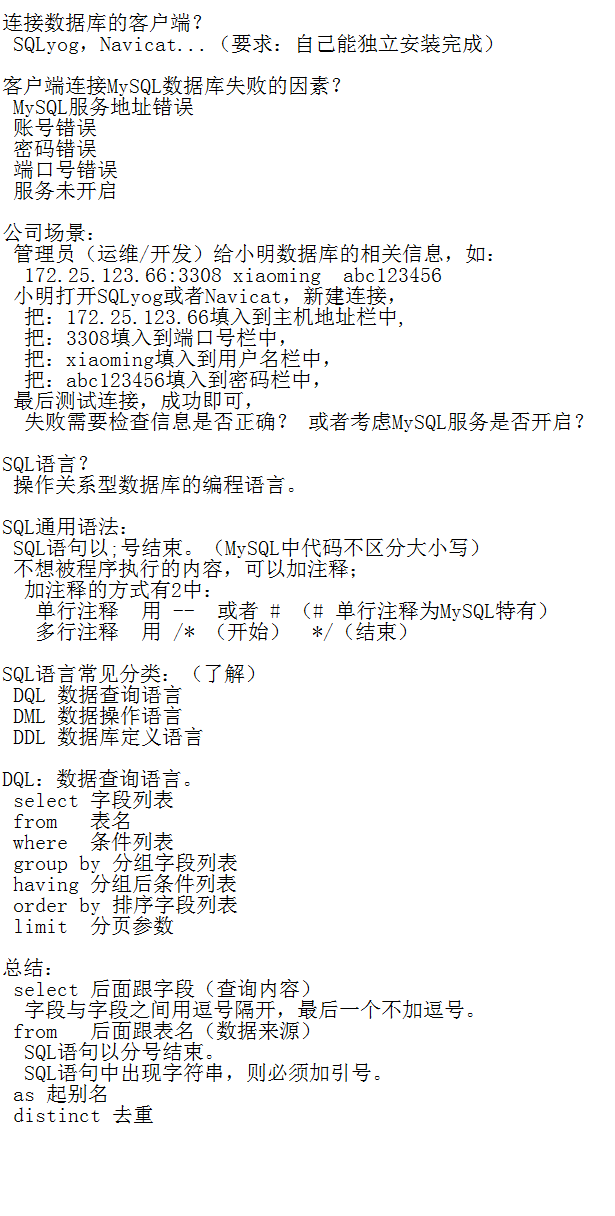 连接数据库的客户端?
SQLyog, Navicat...(要求: 自己能独立安装完成)
客户端连接MySQL数据库失败的因素?
MySQL服务地址错误
账号错误
密码错误
端口号错误
服务未开启
公司场景:
管理员(运维/开发)给小明数据库的相关信息, 如:
172.25.123.66:3308 xiaoming  abc123456
小明打开SQLyog或者Navicat, 新建连接,
把: 172.25.123.66填入到主机地址栏中,
把: 3308填入到端口号栏中,
把: xiaoming填入到用户名栏中,
把: abc123456填入到密码栏中,
最后测试连接, 成功即可,
失败需要检查信息是否正确? 或者考虑MySQL服务是否开启?
SQL语言?
操作关系型数据库的编程语言。
SQL通用语法:
SQL语句以;号结束。(MySQL中代码不区分大小写)
不想被程序执行的内容, 可以加注释;
加注释的方式有2中:
单行注释  用 --  或者 # (# 单行注释为MySQL特有)
多行注释  用 /* (开始)  */(结束)
SQL语言常见分类: (了解)
DQL 数据查询语言
DML 数据操作语言
DDL 数据库定义语言
DQL: 数据查询语言。
select 字段列表
from   表名
where  条件列表
group by 分组字段列表
having 分组后条件列表
order by 排序字段列表
limit  分页参数
总结:
select 后面跟字段(查询内容)
字段与字段之间用逗号隔开, 最后一个不加逗号。
from   后面跟表名(数据来源)
SQL语句以分号结束。
SQL语句中出现字符串, 则必须加引号。
as 起别名
distinct 去重